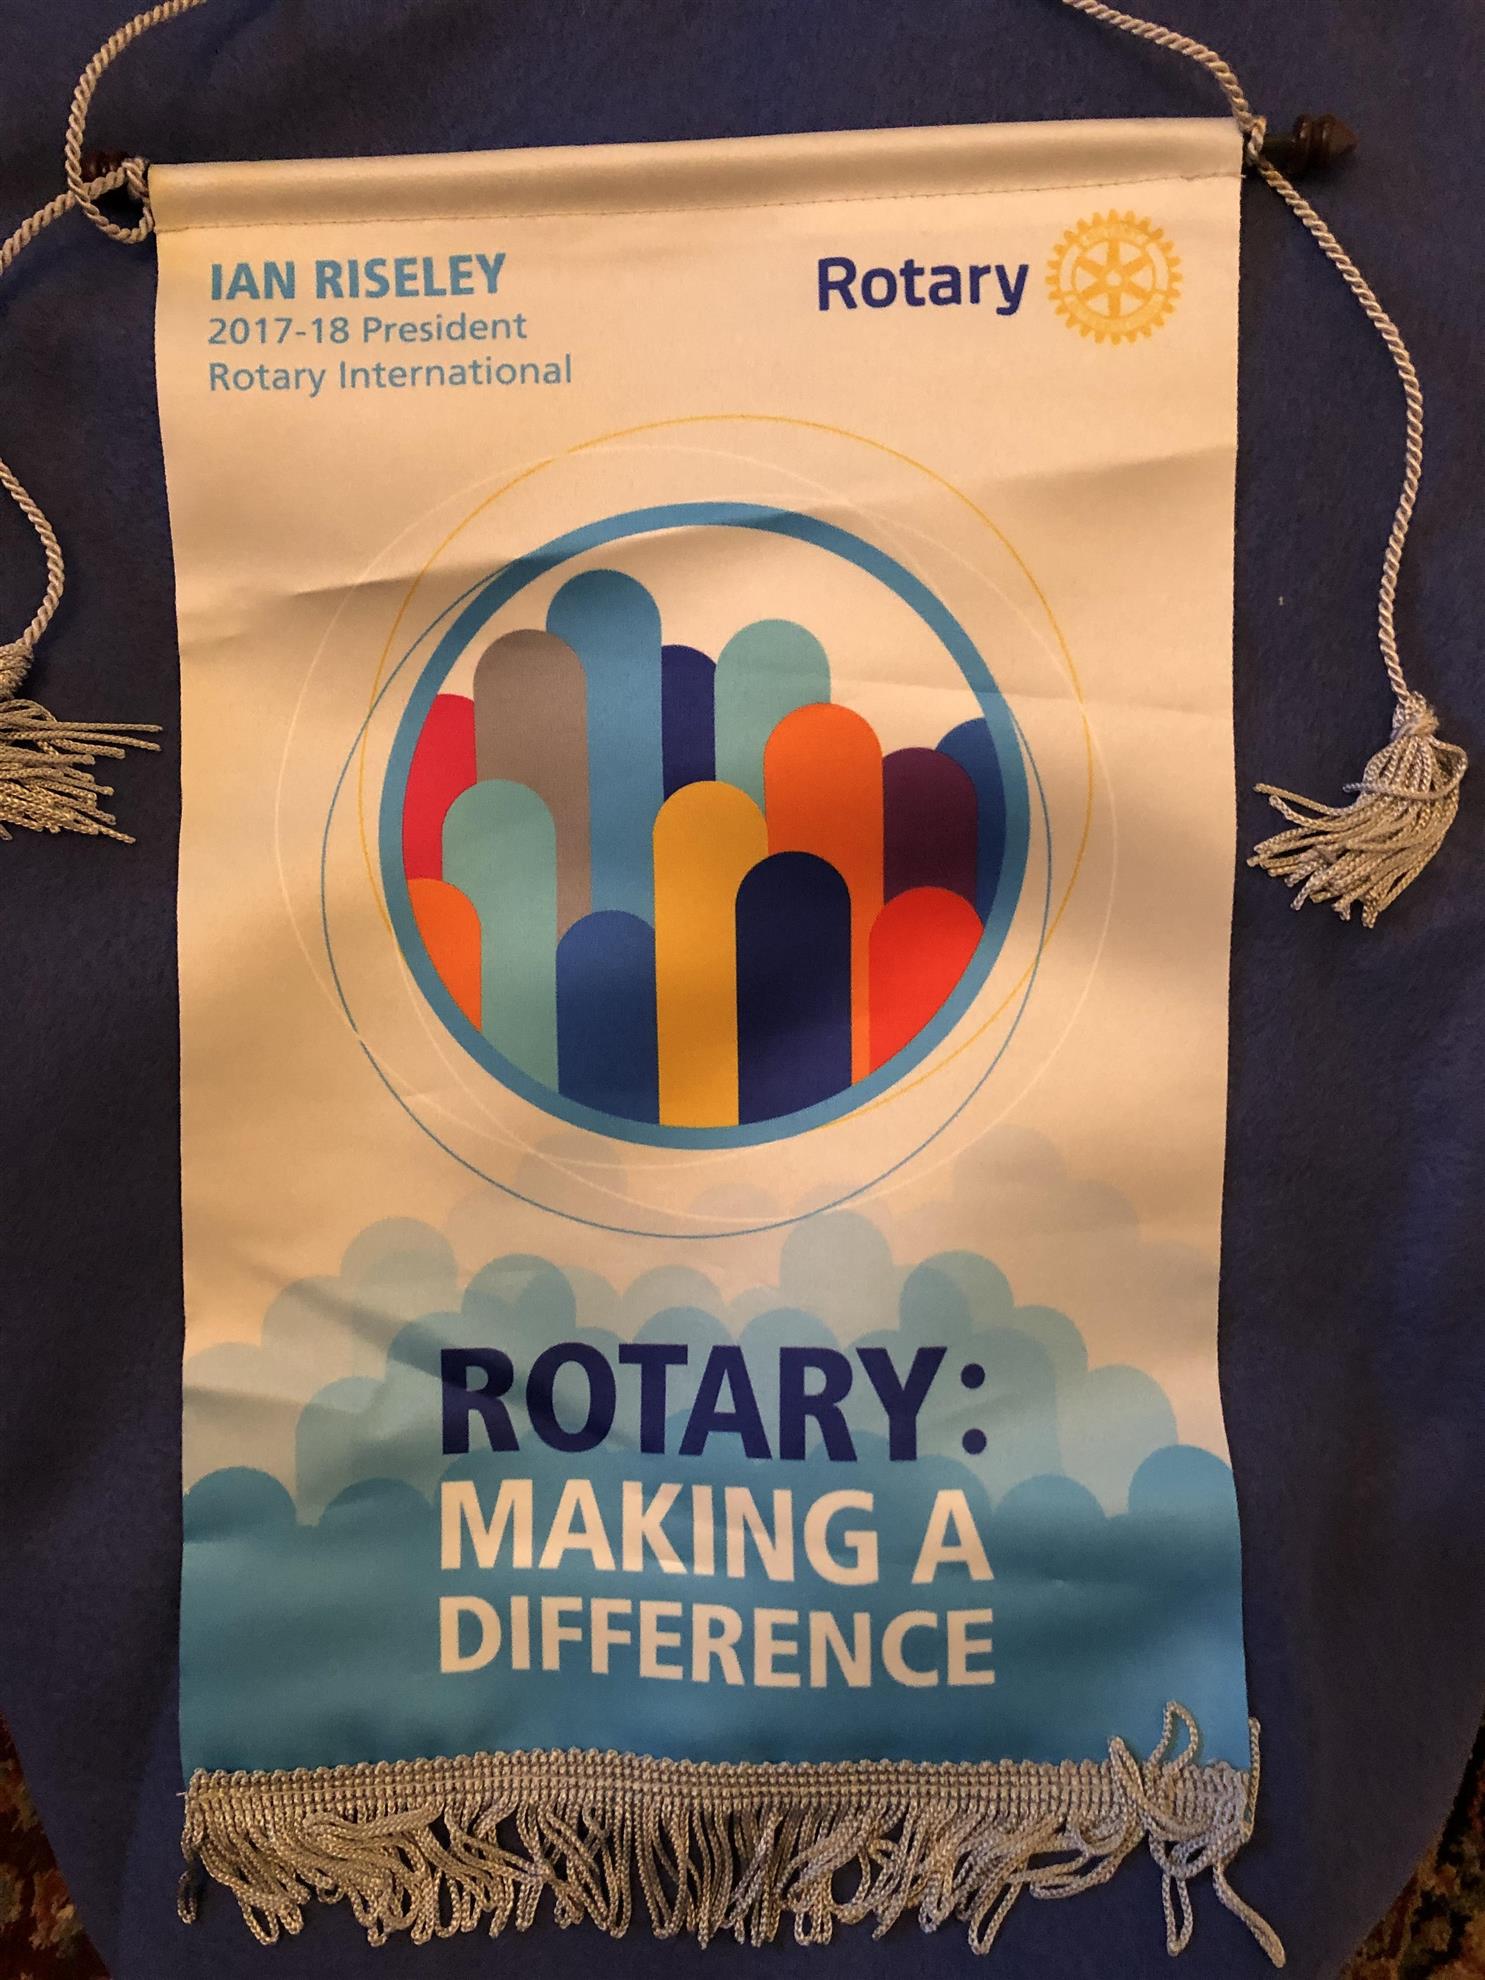 IAN RISELEY
2017-18 President
Rotary International
Rotary
ROTARY:
MAKING A
DIFFERENCE